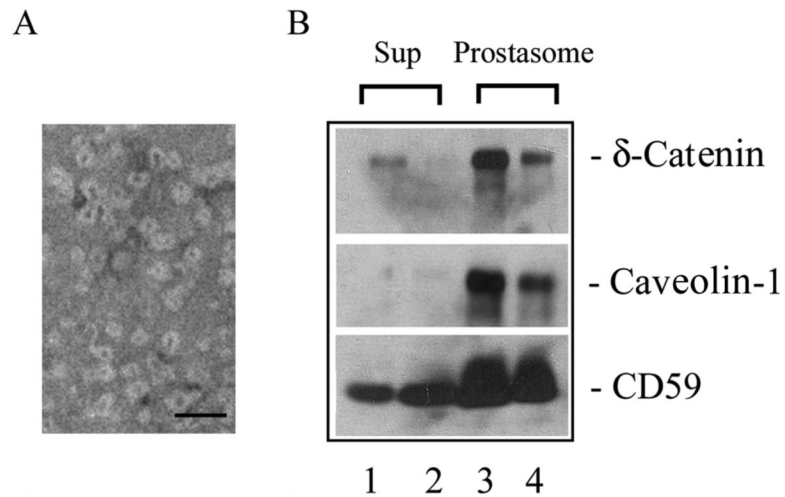 A
B
Sup Prostasome
- δ-Catenin
- Caveolin-1
- CD59
1 2 3 4